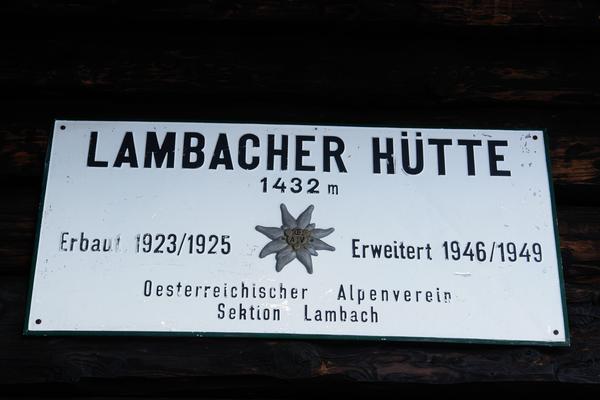 LAMBACHER HÜTTE
1432 m
Erbaut 1923/1925
Erweitert 1946/1949
Oesterreichischer Alpenverein
Sektion Lambach